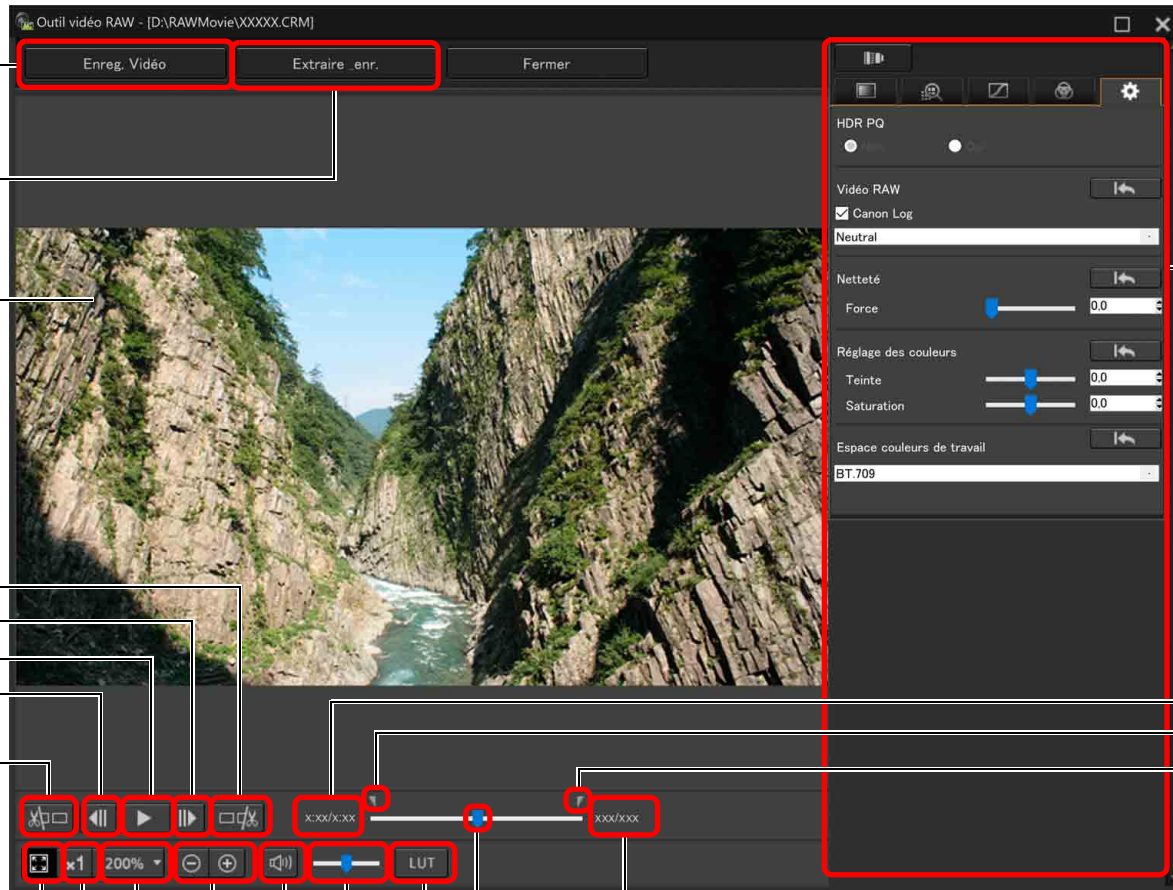 Outil vidéo RAW - [D:\RAWMovie\XXXXX.CRM]
Enreg. Vidéo
Extraire _enr.
Fermer
HDR PQ
Non
Oui
Vidéo RAW
Canon Log
Neutral
Netteté
Force
0,0
Réglage des couleurs
Teinte
0,0
Saturation
0,0
Espace couleurs de travail
BT.709
x:xx/x:xx
xxx/xxx
x1
200%
LUT